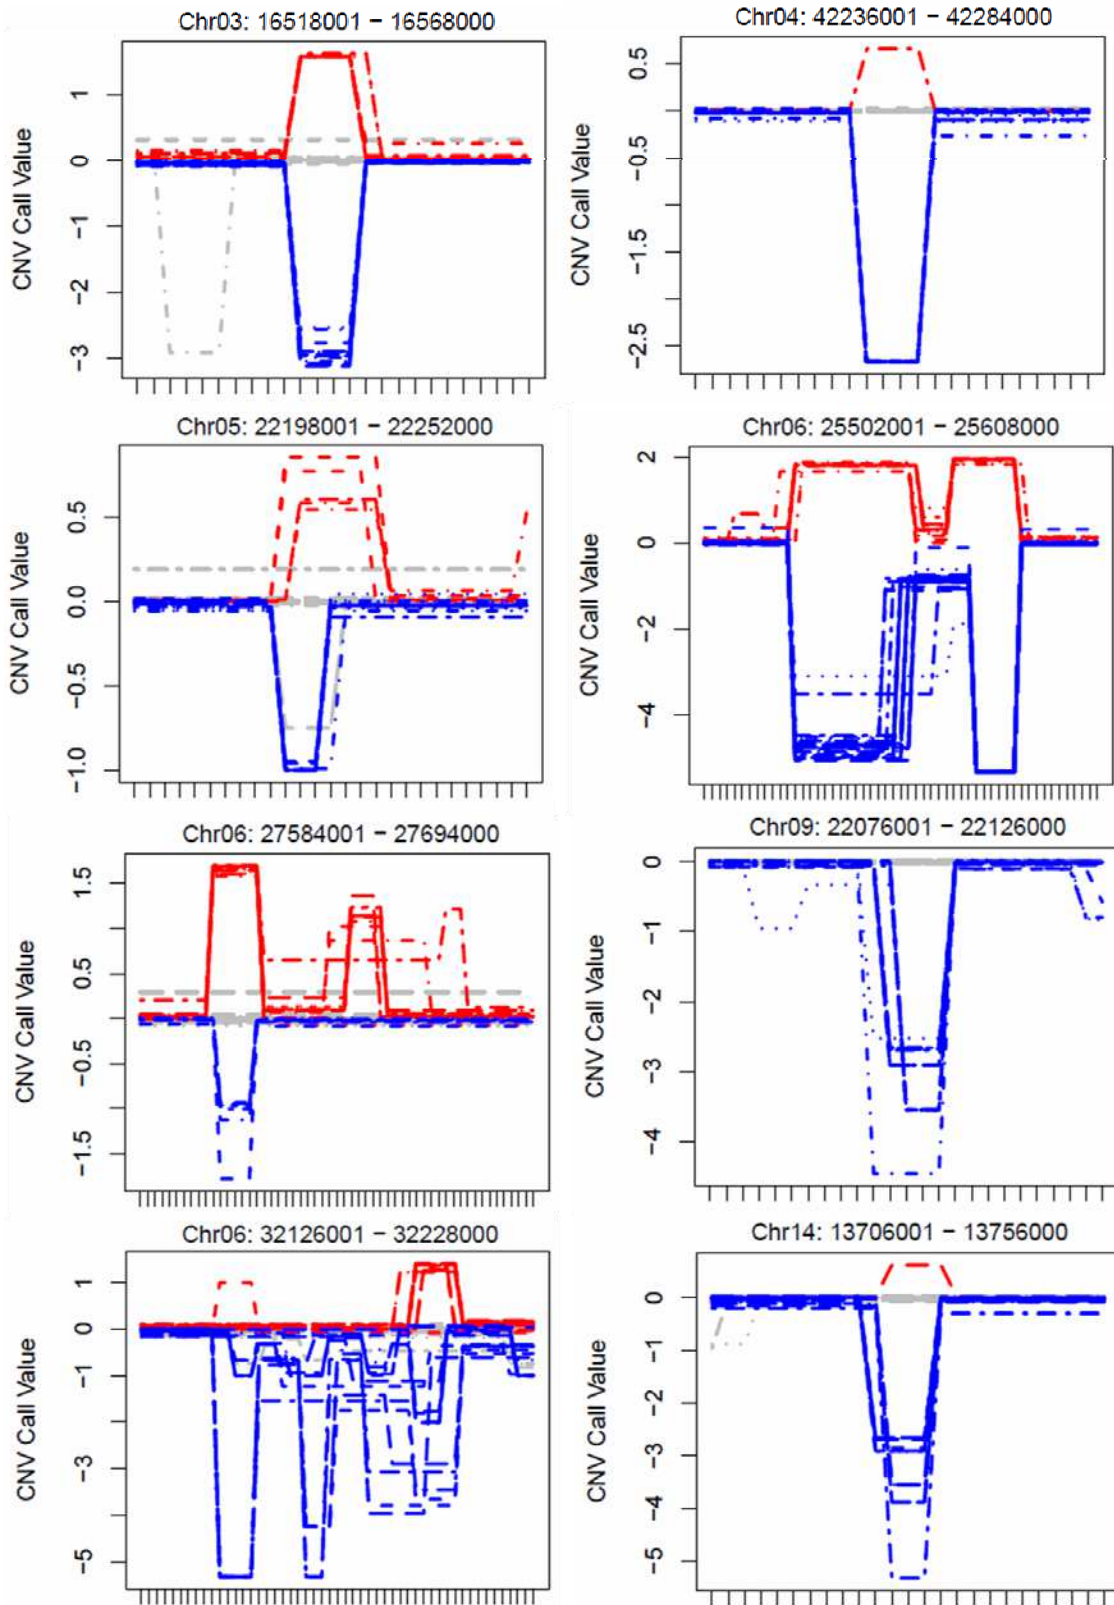 Chr03: 16518001 − 16568000
CNV Call Value
1
0
−1
−2
−3
Chr04: 42236001 − 42284000
CNV Call Value
0.5
−0.5
−1.5
−2.5
Chr05: 22198001 − 22252000
CNV Call Value
0.5
0.0
−0.5
−1.0
Chr06: 25502001 − 25608000
CNV Call Value
2
0
−2
−4
Chr06: 27584001 − 27694000
CNV Call Value
1.5
0.5
−0.5
−1.5
Chr09: 22076001 − 22126000
CNV Call Value
0
−1
−2
−3
−4
Chr06: 32126001 − 32228000
CNV Call Value
1
0
−1
−3
−5
Chr14: 13706001 − 13756000
CNV Call Value
0
−1
−2
−3
−4
−5